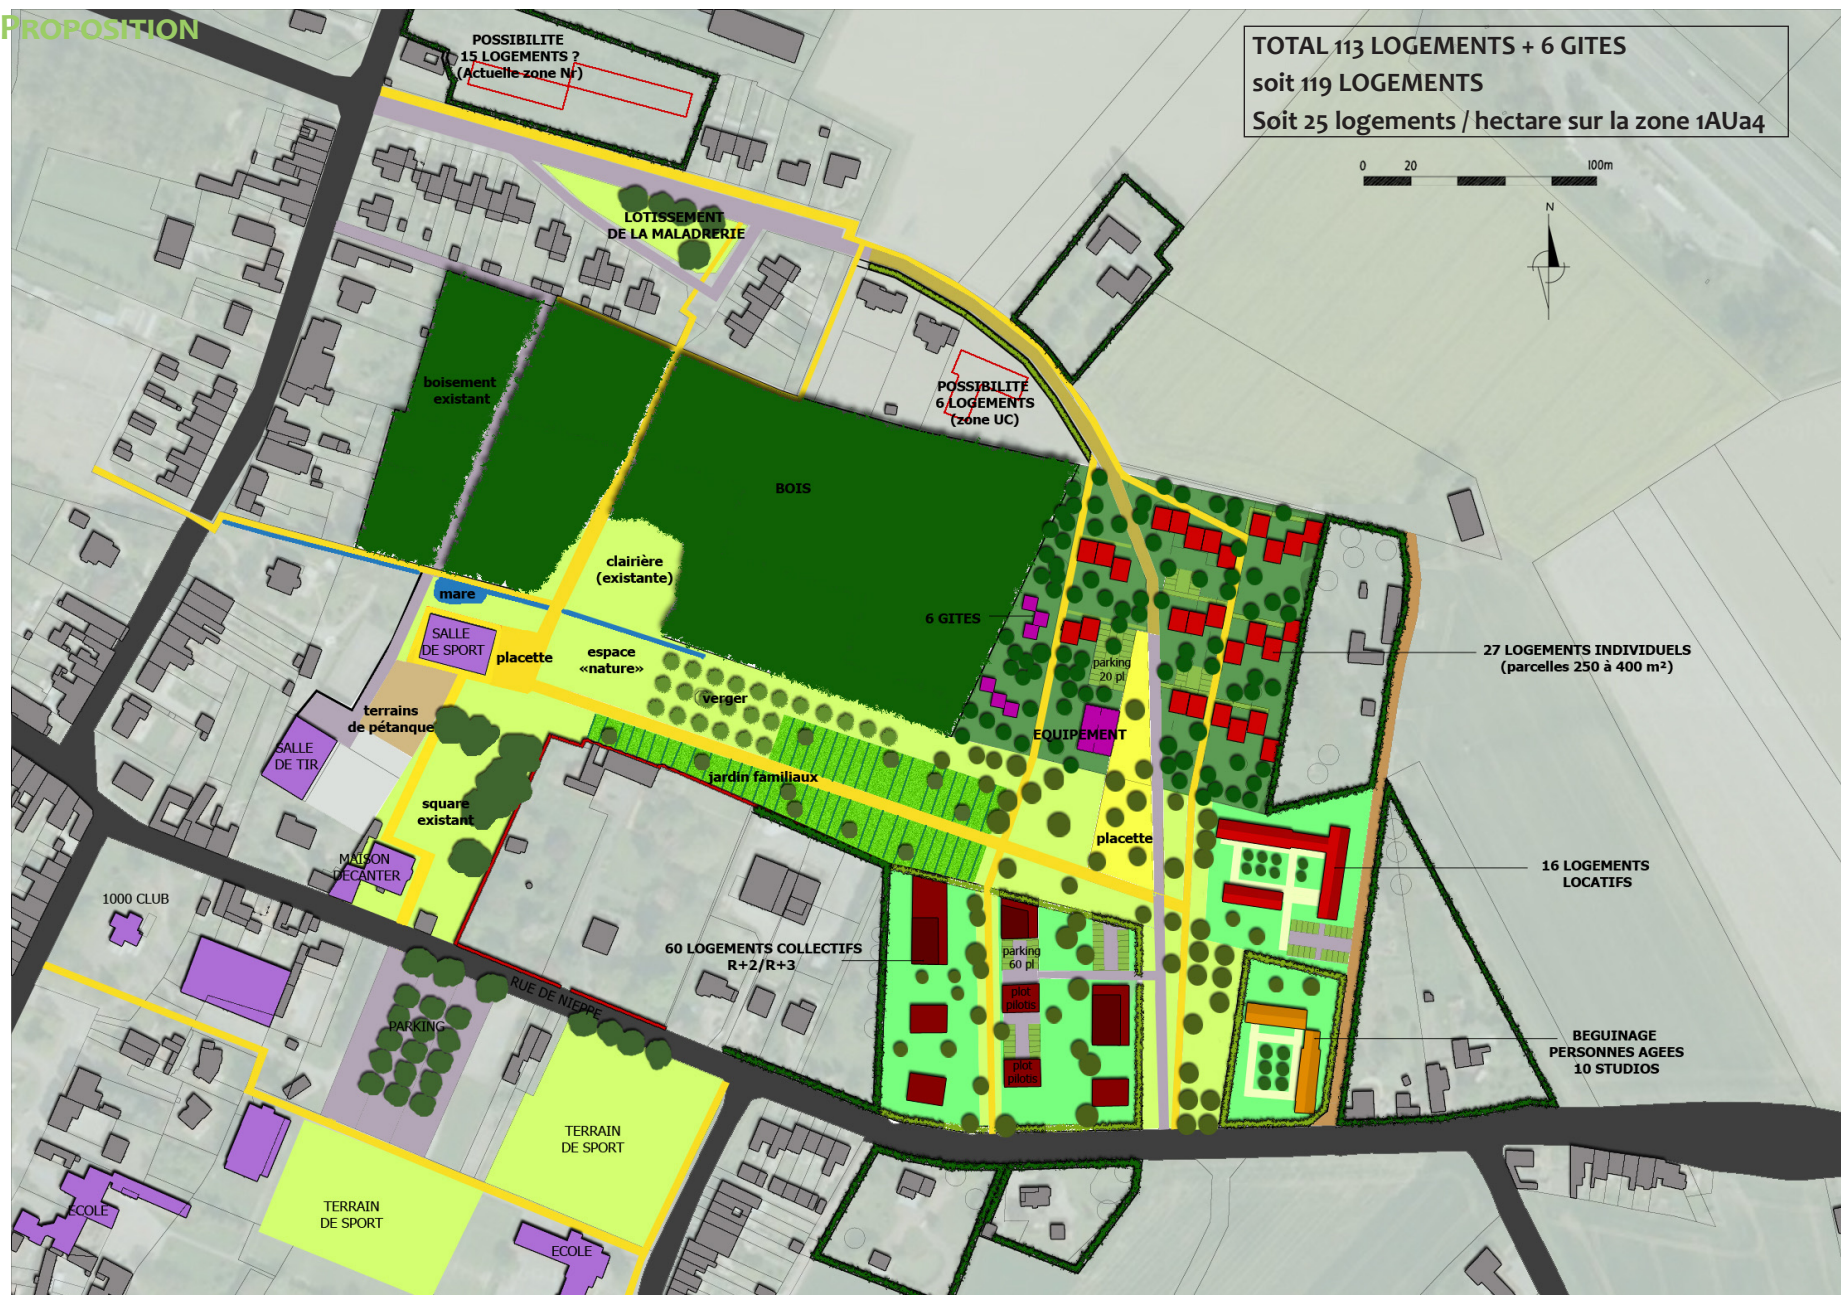 PROPOSITION
TOTAL 113 LOGEMENTS + 6 GITES
soit 119 LOGEMENTS
Soit 25 logements / hectare sur la zone 1AUa4
0 20 100m
N
POSSIBILITE
15 LOGEMENTS ?
(Actuelle zone Nr)
LOTISSEMENT
DE LA MALADRERIE
boisement
existant
POSSIBILITE
6 LOGEMENTS
(zone UC)
BOIS
clairière
(existante)
mare
6 GITES
SALLE
DE SPORT
placette
espace
«nature»
27 LOGEMENTS INDIVIDUELS
(parcelles 250 à 400 m²)
parking
20 pl
verger
terrains
de pétanque
EQUIPEMENT
SALLE
DE TIR
jardin familiaux
square
existant
placette
MAISON
DECANTER
16 LOGEMENTS
LOCATIFS
1000 CLUB
60 LOGEMENTS COLLECTIFS
R+2/R+3
parking
60 pl
RUE DE NIEPPE
plot
pilotis
PARKING
BEGUINAGE
PERSONNES AGEES
10 STUDIOS
plot
pilotis
TERRAIN
DE SPORT
TERRAIN
DE SPORT
ECOLE
ECOLE